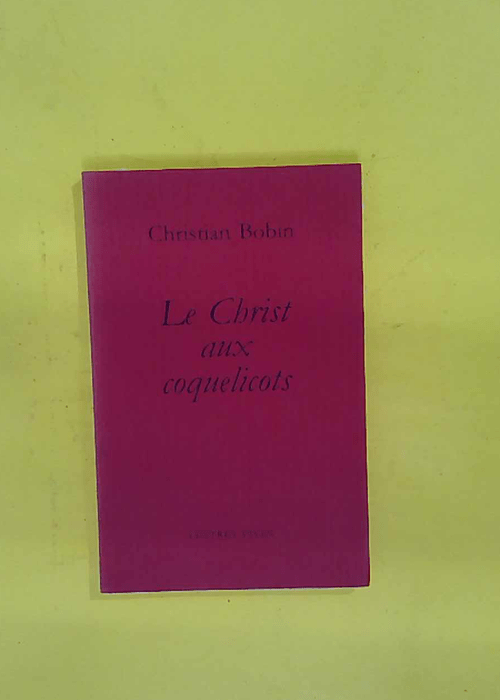 Christian Bobin
Le Christ
aux
coquelicots